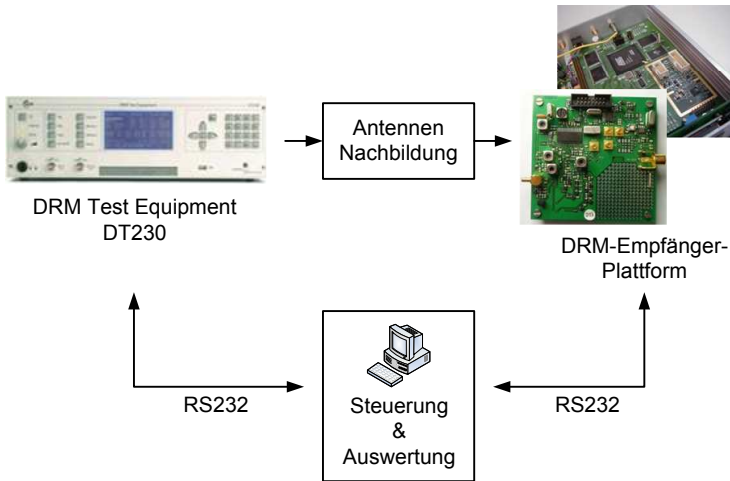 Antennen
Nachbildung
DRM Test Equipment
DT230
DRM-Empfänger-
Plattform
RS232
Steuerung
&
Auswertung
RS232